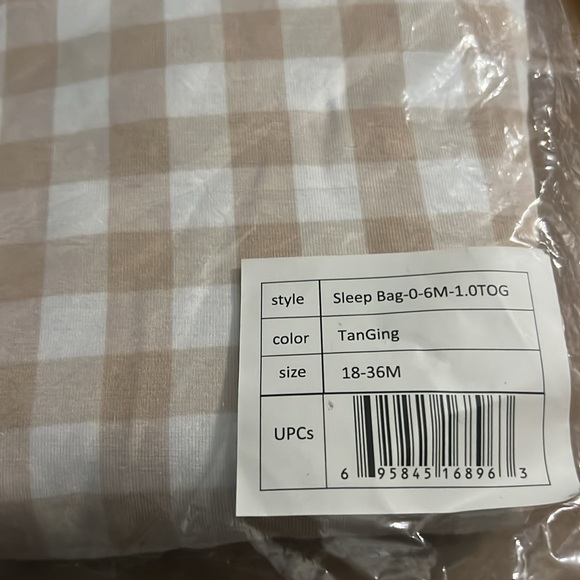 style Sleep Bag-0-6M-1.0TOG
color TanGing
size 18-36M
UPCs
6 95845 16896 3